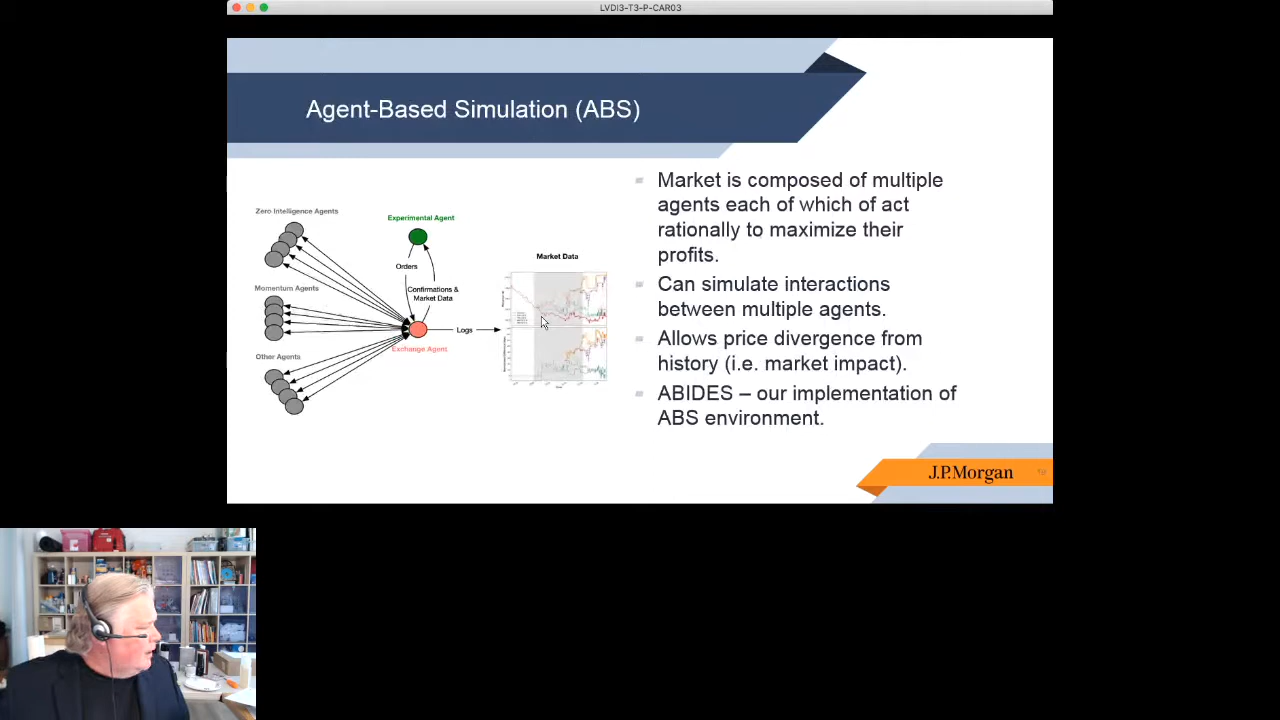 LVDI3-T3-P-CAR03
Agent-Based Simulation (ABS)
Zero Intelligence Agents
Momentum Agents
Other Agents
Experimental Agent
Orders
Confirmations &
Market Data
Exchange Agent
Logs
Market Data
Market is composed of multiple
agents each of which of act
rationally to maximize their
profits.
Can simulate interactions
between multiple agents.
Allows price divergence from
history (i.e. market impact).
ABIDES – our implementation of
ABS environment.
J.P.Morgan